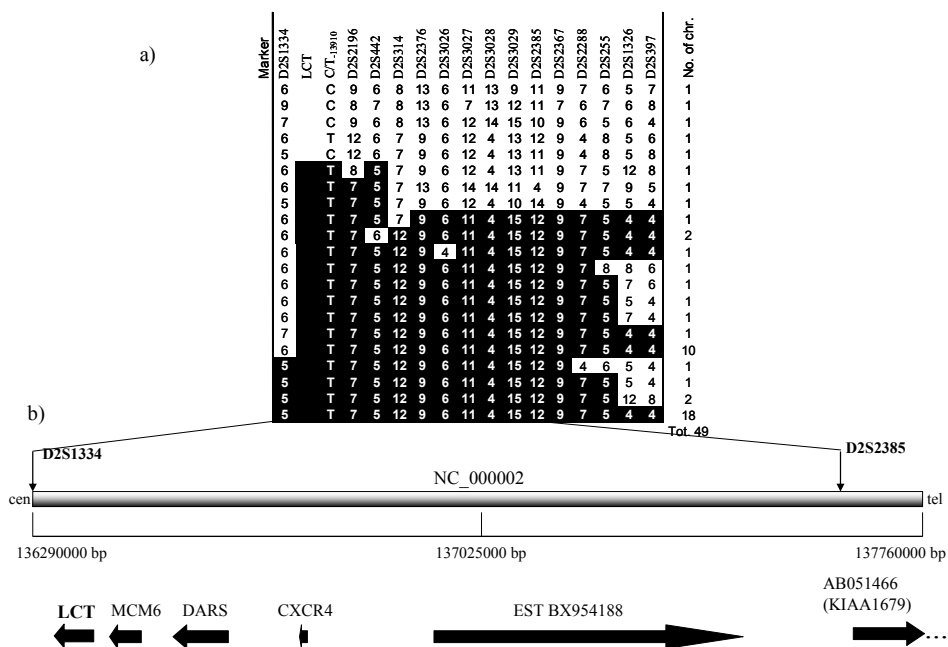 a)
Marker D2S1334 LCT C/T-13910 D2S2196 D2S442 D2S314 D2S2376 D2S3026 D2S3027 D2S3028 D2S3029 D2S2385 D2S2367 D2S2288 D2S255 D2S1326 D2S397 No. of chr.
6 C 9 6 8 13 6 11 13 9 11 9 7 6 5 7 1
9 C 8 7 8 13 6 7 13 12 11 7 6 7 6 8 1
7 C 9 6 8 13 6 12 14 15 10 9 6 5 6 4 1
6 T 12 6 7 9 6 12 4 13 12 9 4 8 5 6 1
5 C 12 6 7 9 6 12 4 13 11 9 4 8 5 8 1
6 T 8 5 7 9 6 12 4 13 11 9 7 5 12 8 1
6 T 7 5 7 13 6 14 14 11 4 9 7 7 9 5 1
5 T 7 5 7 9 6 12 4 10 14 9 4 5 5 4 1
6 T 7 5 7 9 6 11 4 15 12 9 7 5 4 4 1
6 T 7 6 12 9 6 11 4 15 12 9 7 5 4 4 2
6 T 7 5 12 9 4 11 4 15 12 9 7 5 4 4 1
6 T 7 5 12 9 6 11 4 15 12 9 7 8 8 6 1
6 T 7 5 12 9 6 11 4 15 12 9 7 5 7 6 1
6 T 7 5 12 9 6 11 4 15 12 9 7 5 5 4 1
6 T 7 5 12 9 6 11 4 15 12 9 7 5 7 4 1
7 T 7 5 12 9 6 11 4 15 12 9 7 5 4 4 1
6 T 7 5 12 9 6 11 4 15 12 9 7 5 4 4 10
5 T 7 5 12 9 6 11 4 15 12 9 4 6 5 4 1
5 T 7 5 12 9 6 11 4 15 12 9 7 5 5 4 1
5 T 7 5 12 9 6 11 4 15 12 9 7 5 12 8 2
5 T 7 5 12 9 6 11 4 15 12 9 7 5 4 4 18
Tot. 49
b)
D2S1334 D2S2385
NC_000002
cen tel
136290000 bp 137025000 bp 137760000 bp
LCT MCM6 DARS CXCR4 EST BX954188 AB051466
(KIAA1679)
...